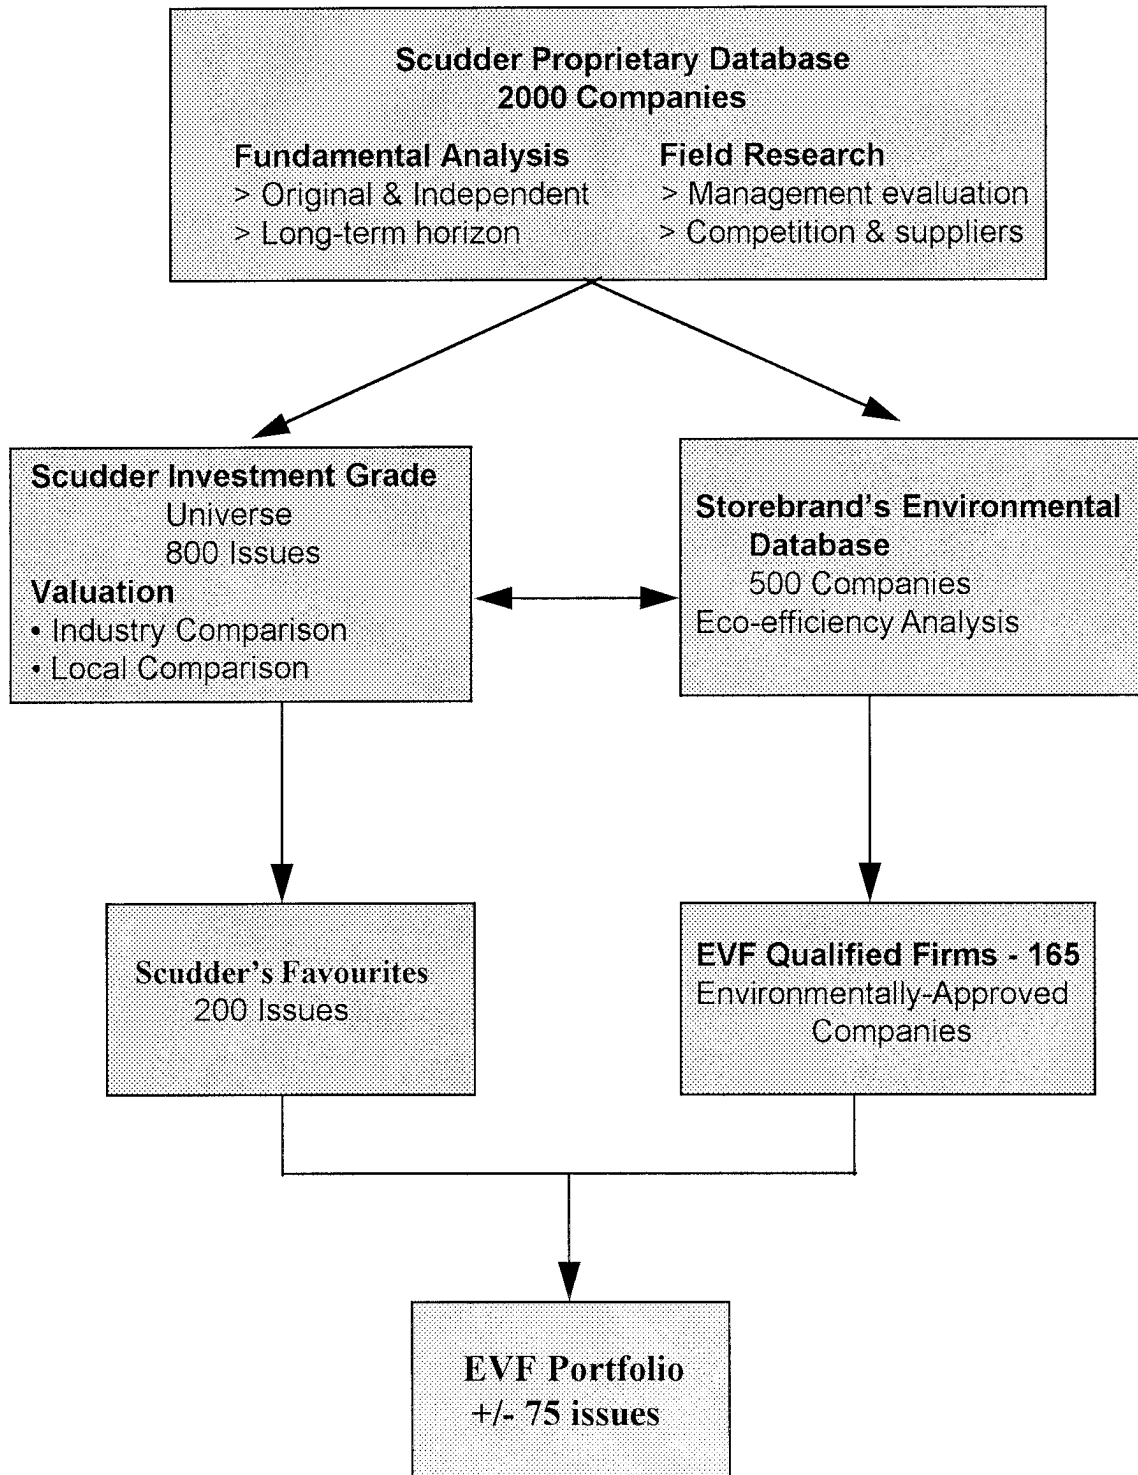 Scudder Proprietary Database
2000 Companies
Fundamental Analysis
> Original & Independent
> Long-term horizon
Field Research
> Management evaluation
> Competition & suppliers
Scudder Investment Grade
Universe
800 Issues
Valuation
• Industry Comparison
• Local Comparison
Storebrand's Environmental
Database
500 Companies
Eco-efficiency Analysis
Scudder's Favourites
200 Issues
EVF Qualified Firms - 165
Environmentally-Approved
Companies
EVF Portfolio
+/- 75 issues